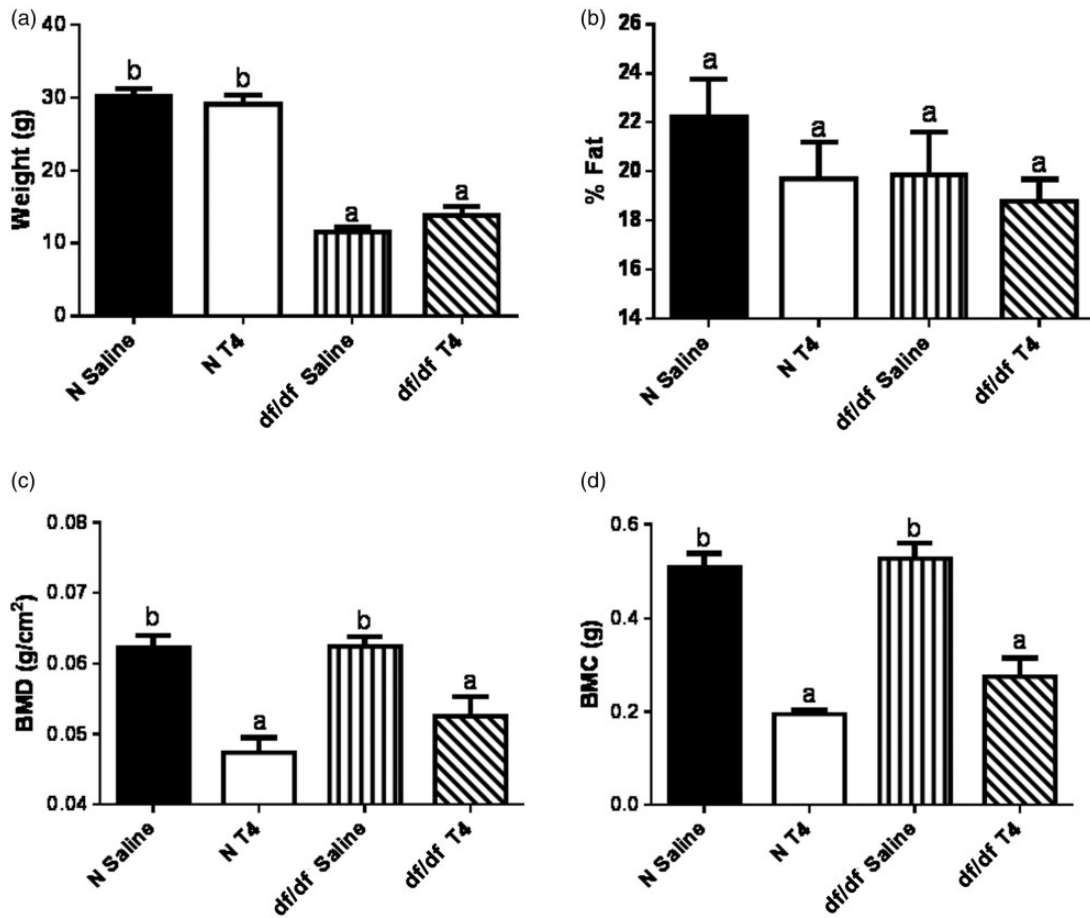 (a)
Weight (g)
40
30
20
10
0
b
b
a
a
N Saline
N T4
df/df Saline
df/df T4
(b)
% Fat
26
24
22
20
18
16
14
a
a
a
a
N Saline
N T4
df/df Saline
df/df T4
(c)
BMD (g/cm²)
0.08
0.07
0.06
0.05
0.04
b
a
b
a
N Saline
N T4
df/df Saline
df/df T4
(d)
BMC (g)
0.6
0.4
0.2
0.0
b
a
b
a
N Saline
N T4
df/df Saline
df/df T4